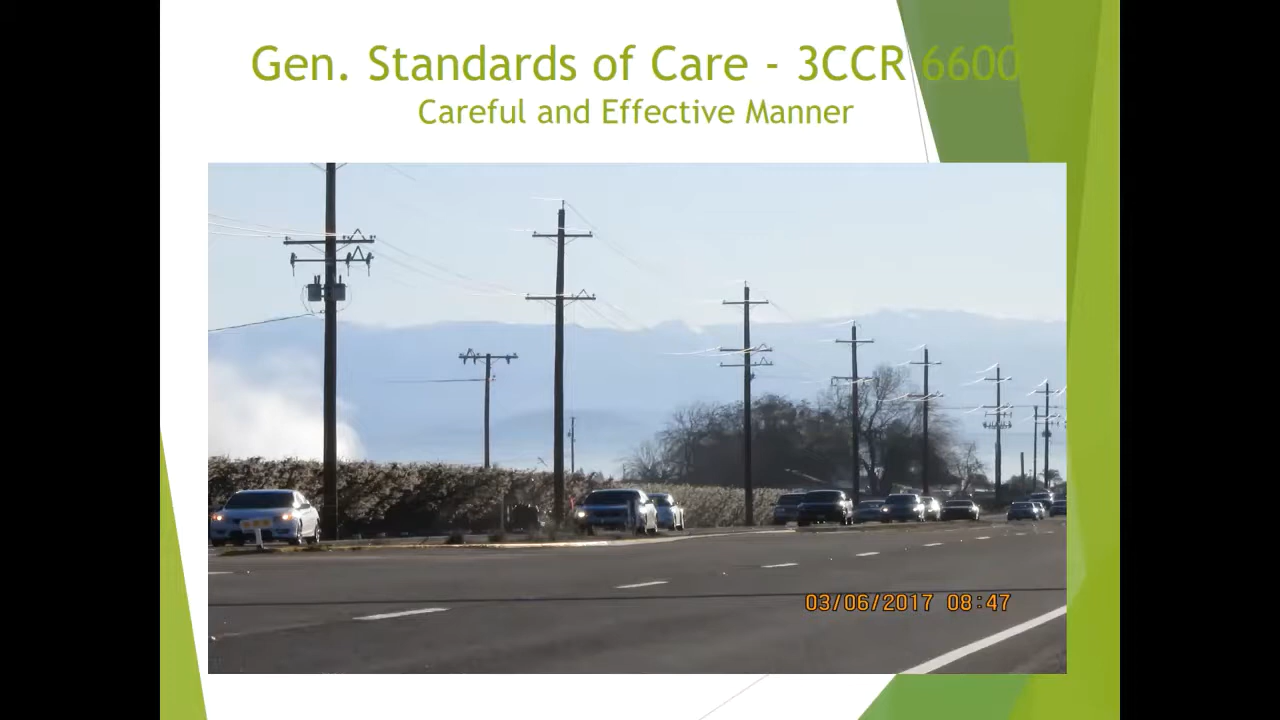 Gen. Standards of Care - 3CCR 6600
Careful and Effective Manner
03/06/2017 08:47